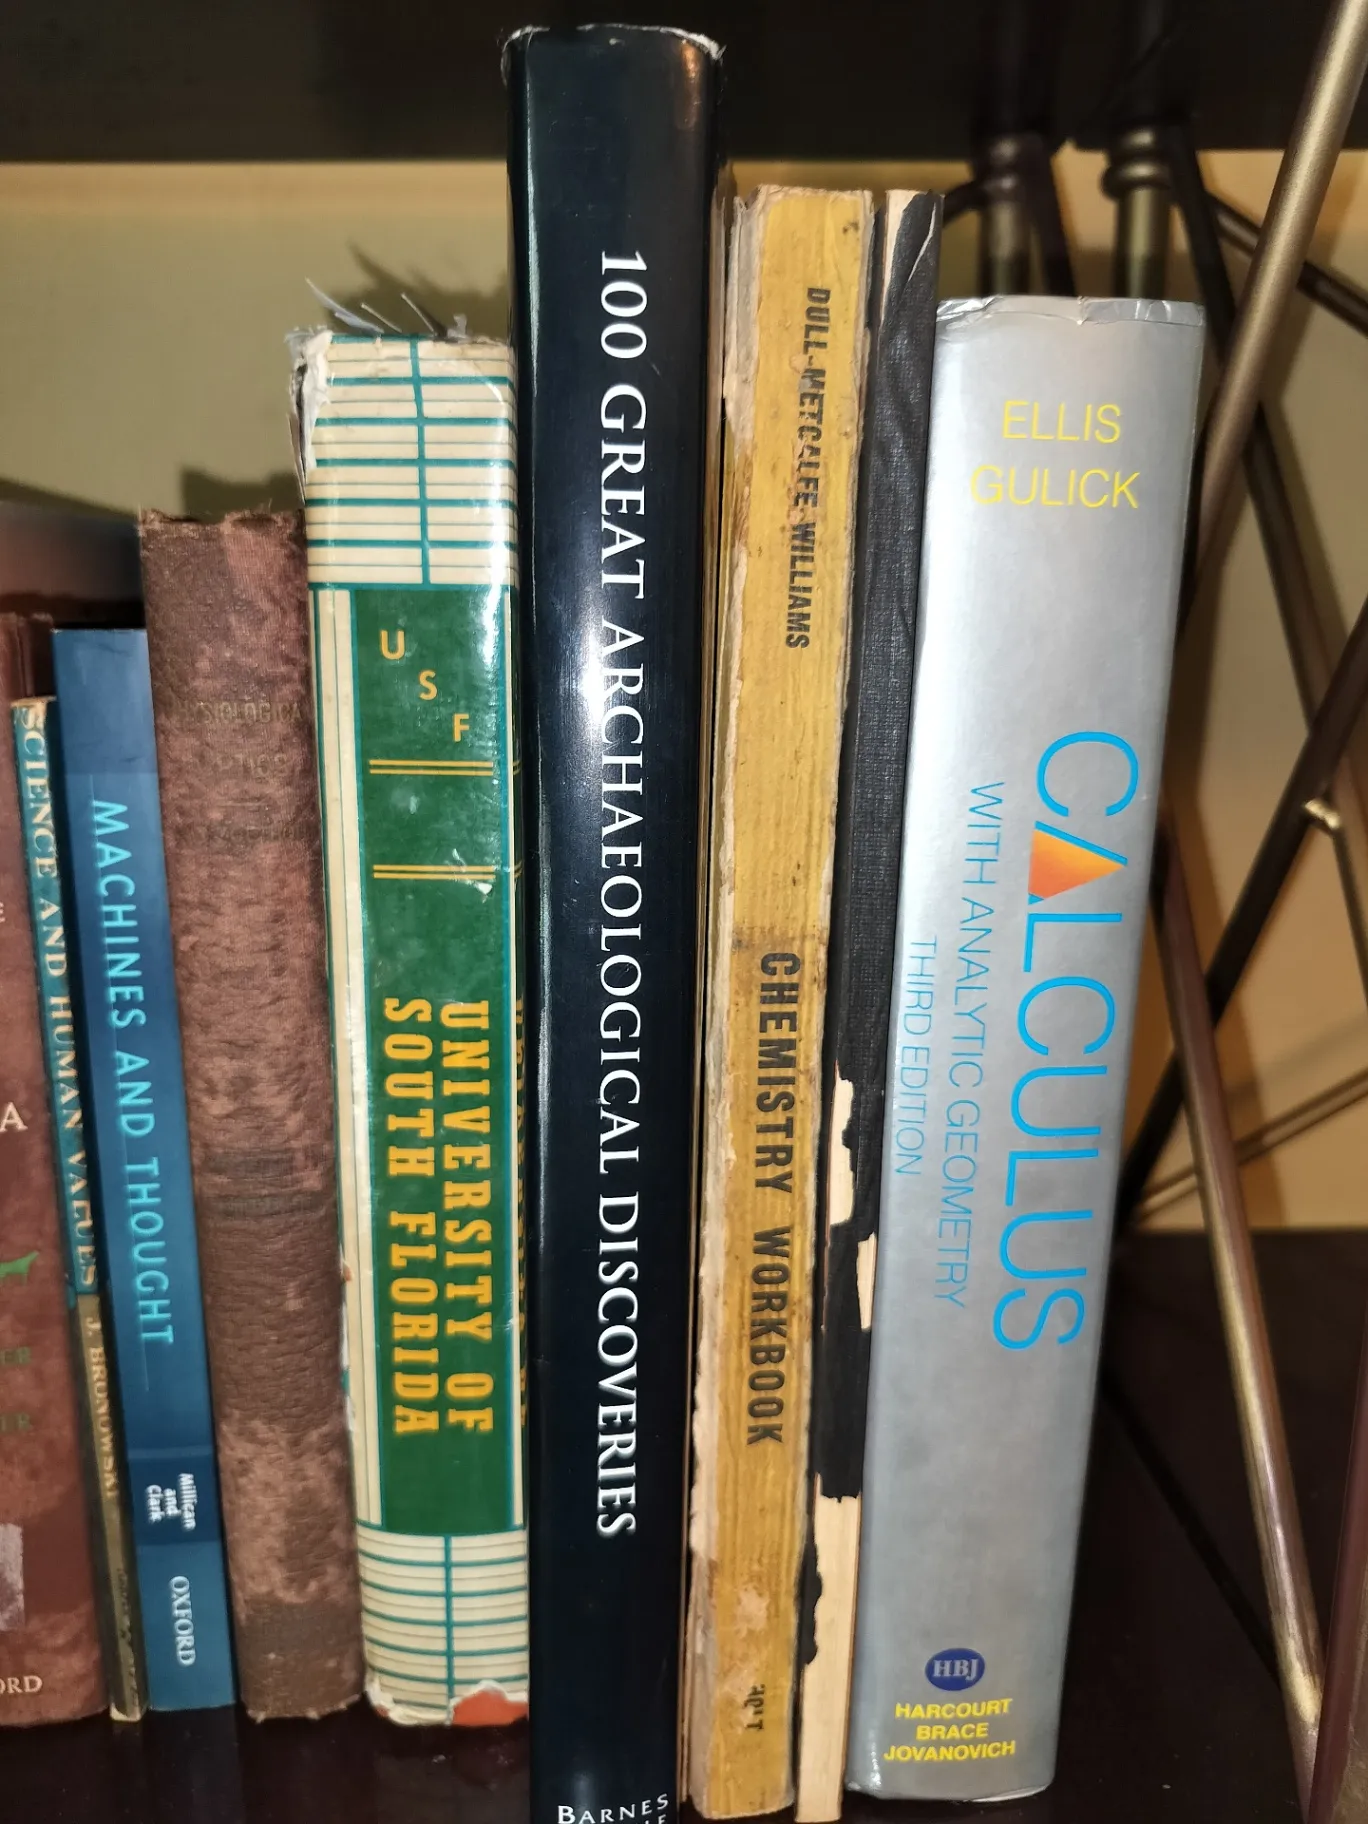 A
ORD
SCIENCE AND HUMAN VALUES
J. BRONOWSKI
MACHINES AND THOUGHT
Millican
and
Clark
OXFORD
U
S
F
UNIVERSITY OF
SOUTH FLORIDA
100 GREAT ARCHAEOLOGICAL DISCOVERIES
BARNES
DULL-METCALFE-WILLIAMS
CHEMISTRY WORKBOOK
ELLIS
GULICK
CALCULUS
WITH ANALYTIC GEOMETRY
THIRD EDITION
HBJ
HARCOURT
BRACE
JOVANOVICH